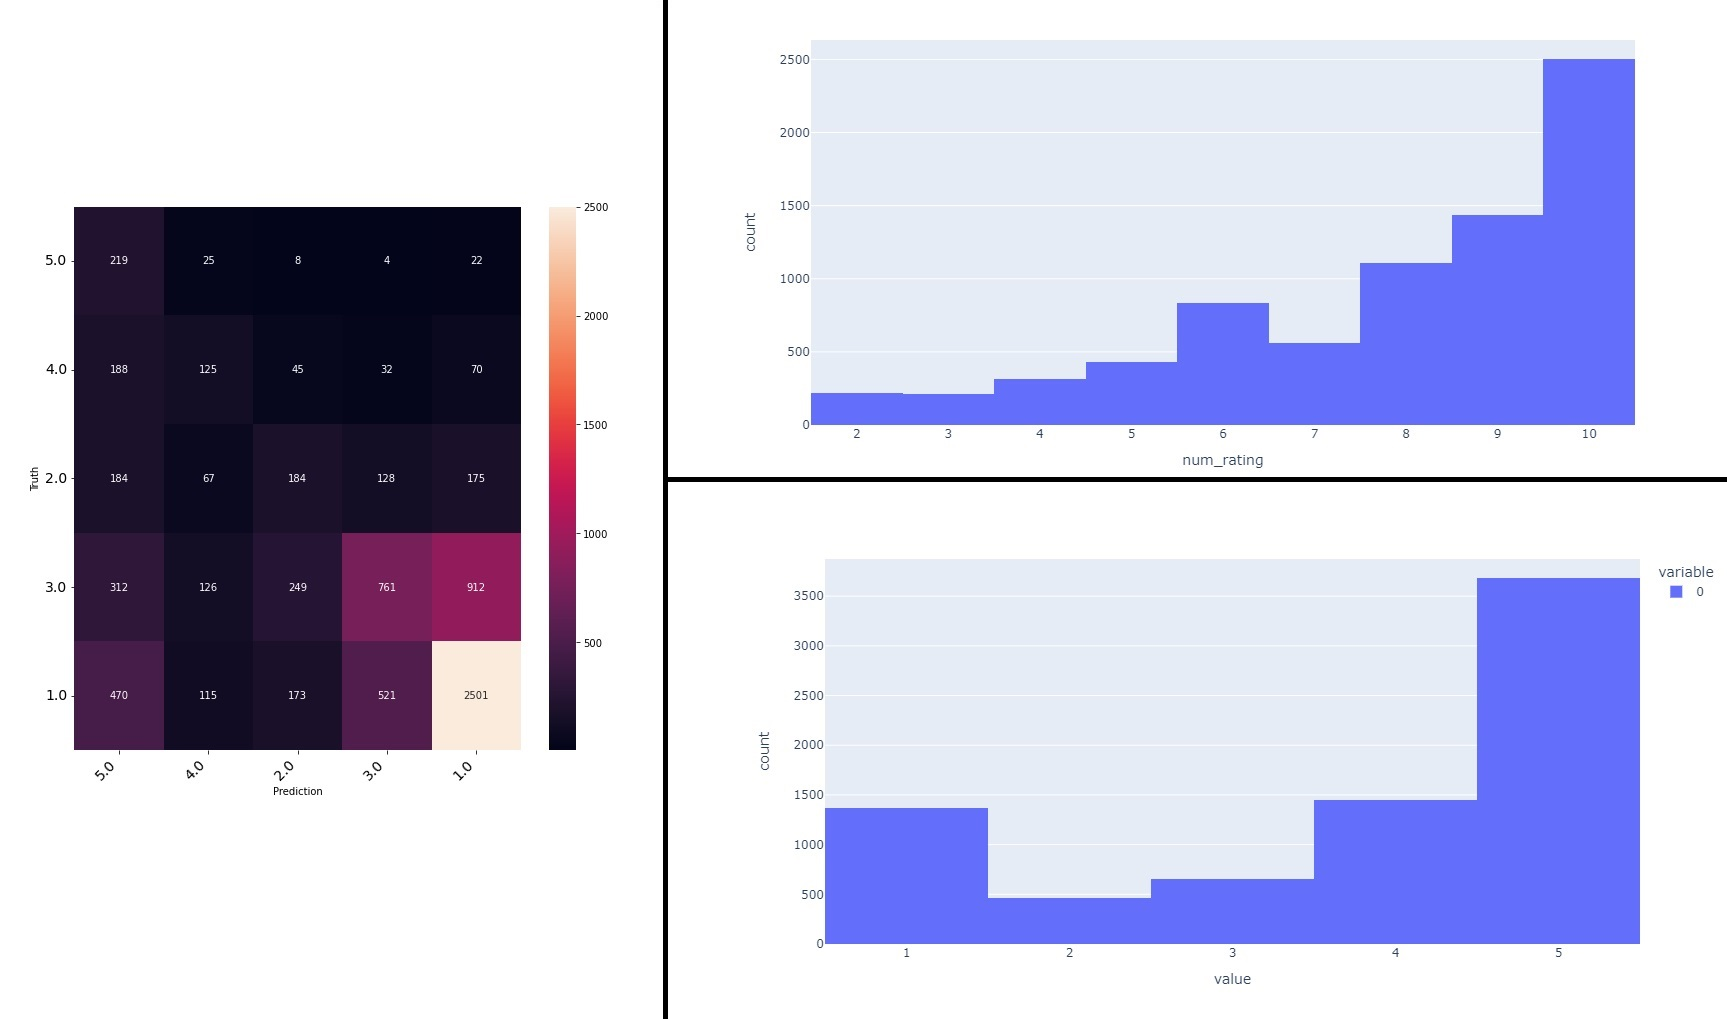 5.0 219 25 8 4 22
4.0 188 125 45 32 70
2.0 184 67 184 128 175
3.0 312 126 249 761 912
1.0 470 115 173 521 2501
Truth
5.0 4.0 2.0 3.0 1.0
Prediction
2500
2000
1500
1000
500
2500
2000
1500
1000
500
0
count
2 3 4 5 6 7 8 9 10
num_rating
variable
0
3500
3000
2500
2000
1500
1000
500
0
count
1 2 3 4 5
value